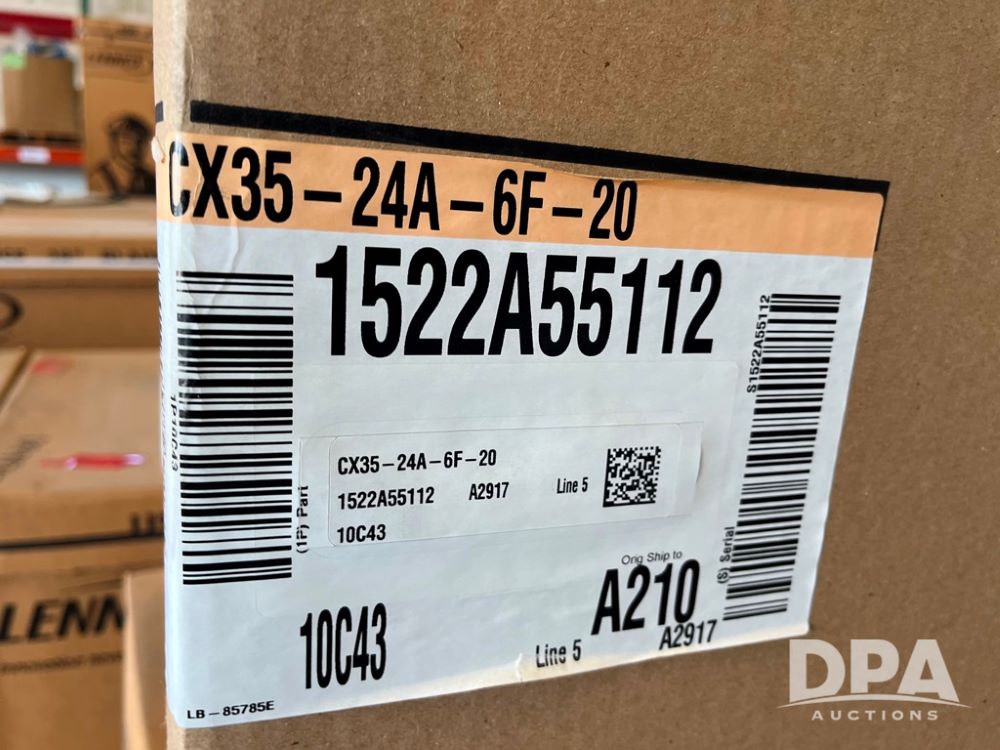 CX35-24A-6F-20
1522A55112
1P10C43
(1P) Part
CX35-24A-6F-20
1522A55112 A2917 Line 5
10C43
S1522A55112
(S) Serial
Orig Ship to
A210
10C43
Line 5 A2917
LB-85785E
LENN
DPA
AUCTIONS